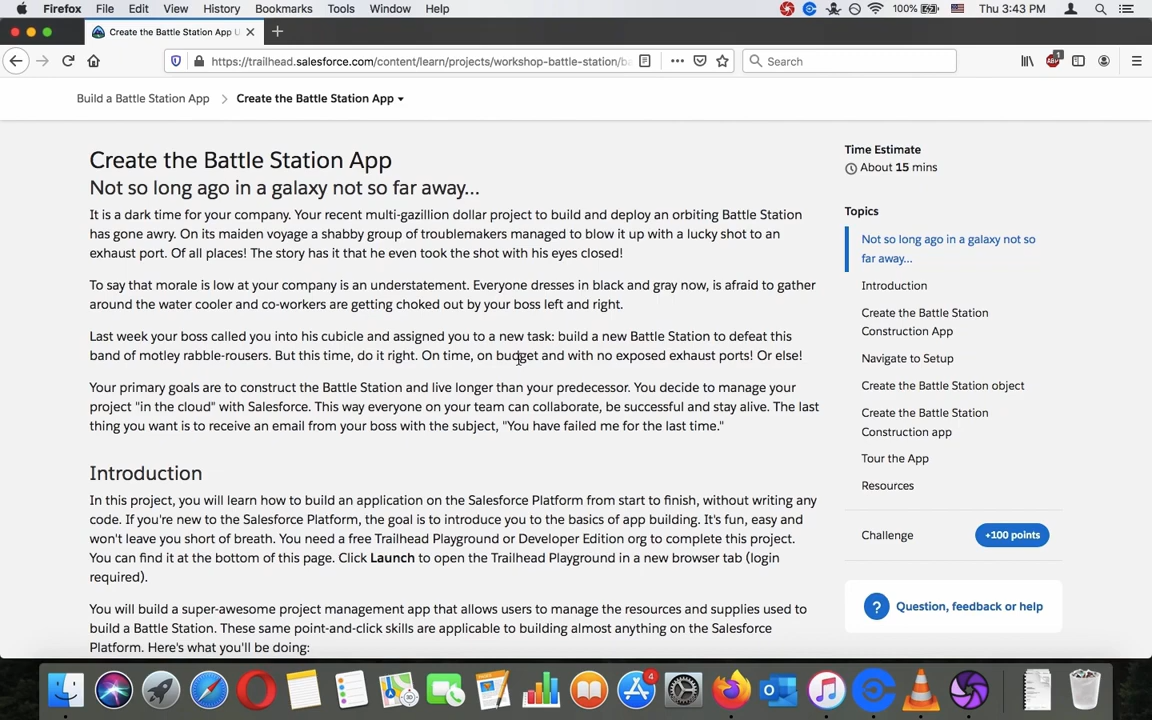 Firefox File Edit View History Bookmarks Tools Window Help 100% Thu 3:43 PM
Create the Battle Station App U
https://trailhead.salesforce.com/content/learn/projects/workshop-battle-station/ba
Search
ABP
1
Build a Battle Station App
Create the Battle Station App
Create the Battle Station App
Not so long ago in a galaxy not so far away...
It is a dark time for your company. Your recent multi-gazillion dollar project to build and deploy an orbiting Battle Station
has gone awry. On its maiden voyage a shabby group of troublemakers managed to blow it up with a lucky shot to an
exhaust port. Of all places! The story has it that he even took the shot with his eyes closed!
To say that morale is low at your company is an understatement. Everyone dresses in black and gray now, is afraid to gather
around the water cooler and co-workers are getting choked out by your boss left and right.
Last week your boss called you into his cubicle and assigned you to a new task: build a new Battle Station to defeat this
band of motley rabble-rousers. But this time, do it right. On time, on budget and with no exposed exhaust ports! Or else!
Your primary goals are to construct the Battle Station and live longer than your predecessor. You decide to manage your
project "in the cloud" with Salesforce. This way everyone on your team can collaborate, be successful and stay alive. The last
thing you want is to receive an email from your boss with the subject, "You have failed me for the last time."
Introduction
In this project, you will learn how to build an application on the Salesforce Platform from start to finish, without writing any
code. If you're new to the Salesforce Platform, the goal is to introduce you to the basics of app building. It's fun, easy and
won't leave you short of breath. You need a free Trailhead Playground or Developer Edition org to complete this project.
You can find it at the bottom of this page. Click Launch to open the Trailhead Playground in a new browser tab (login
required).
You will build a super-awesome project management app that allows users to manage the resources and supplies used to
build a Battle Station. These same point-and-click skills are applicable to building almost anything on the Salesforce
Platform. Here's what you'll be doing:
Time Estimate
About 15 mins
Topics
Not so long ago in a galaxy not so
far away...
Introduction
Create the Battle Station
Construction App
Navigate to Setup
Create the Battle Station object
Create the Battle Station
Construction app
Tour the App
Resources
Challenge
+100 points
? Question, feedback or help
4